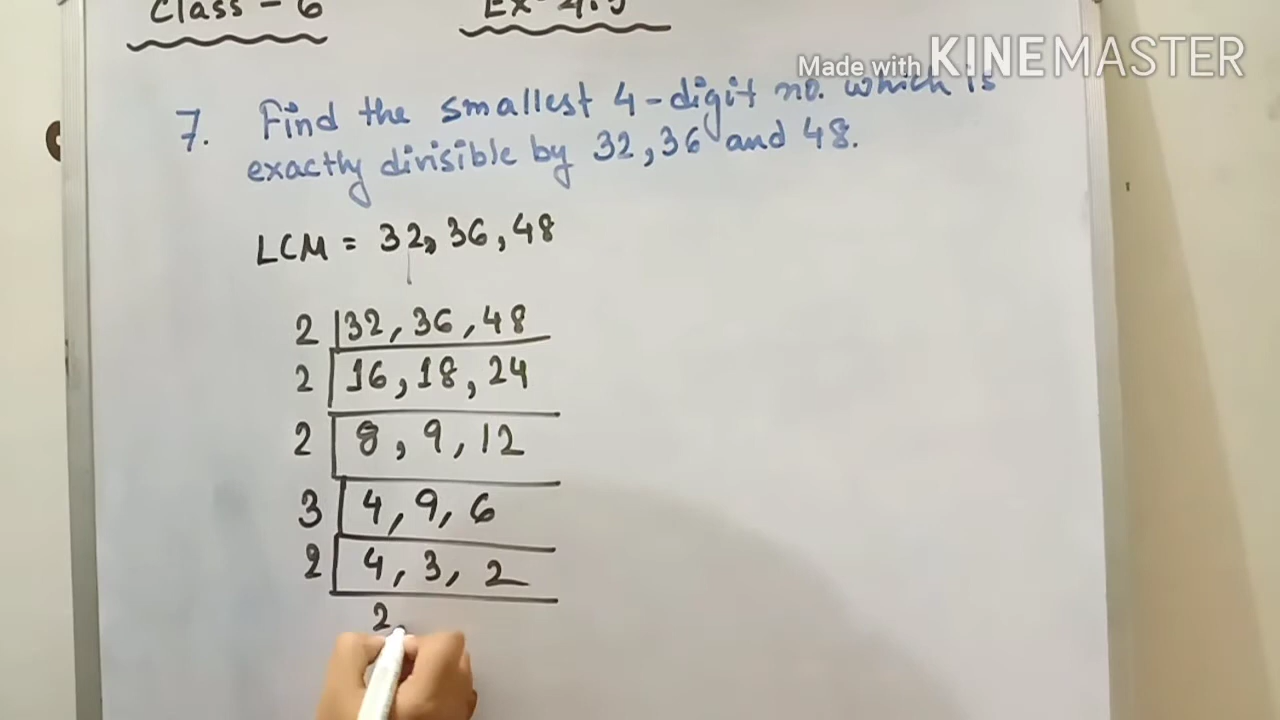 Class - 6
Made with KINEMASTER
7. Find the smallest 4-digit no. which is
exactly divisible by 32, 36 and 48.
LCM = 32, 36, 48
2 32, 36, 48
2 16, 18, 24
2 8, 9, 12
3 4, 9, 6
2 4, 3, 2
2,